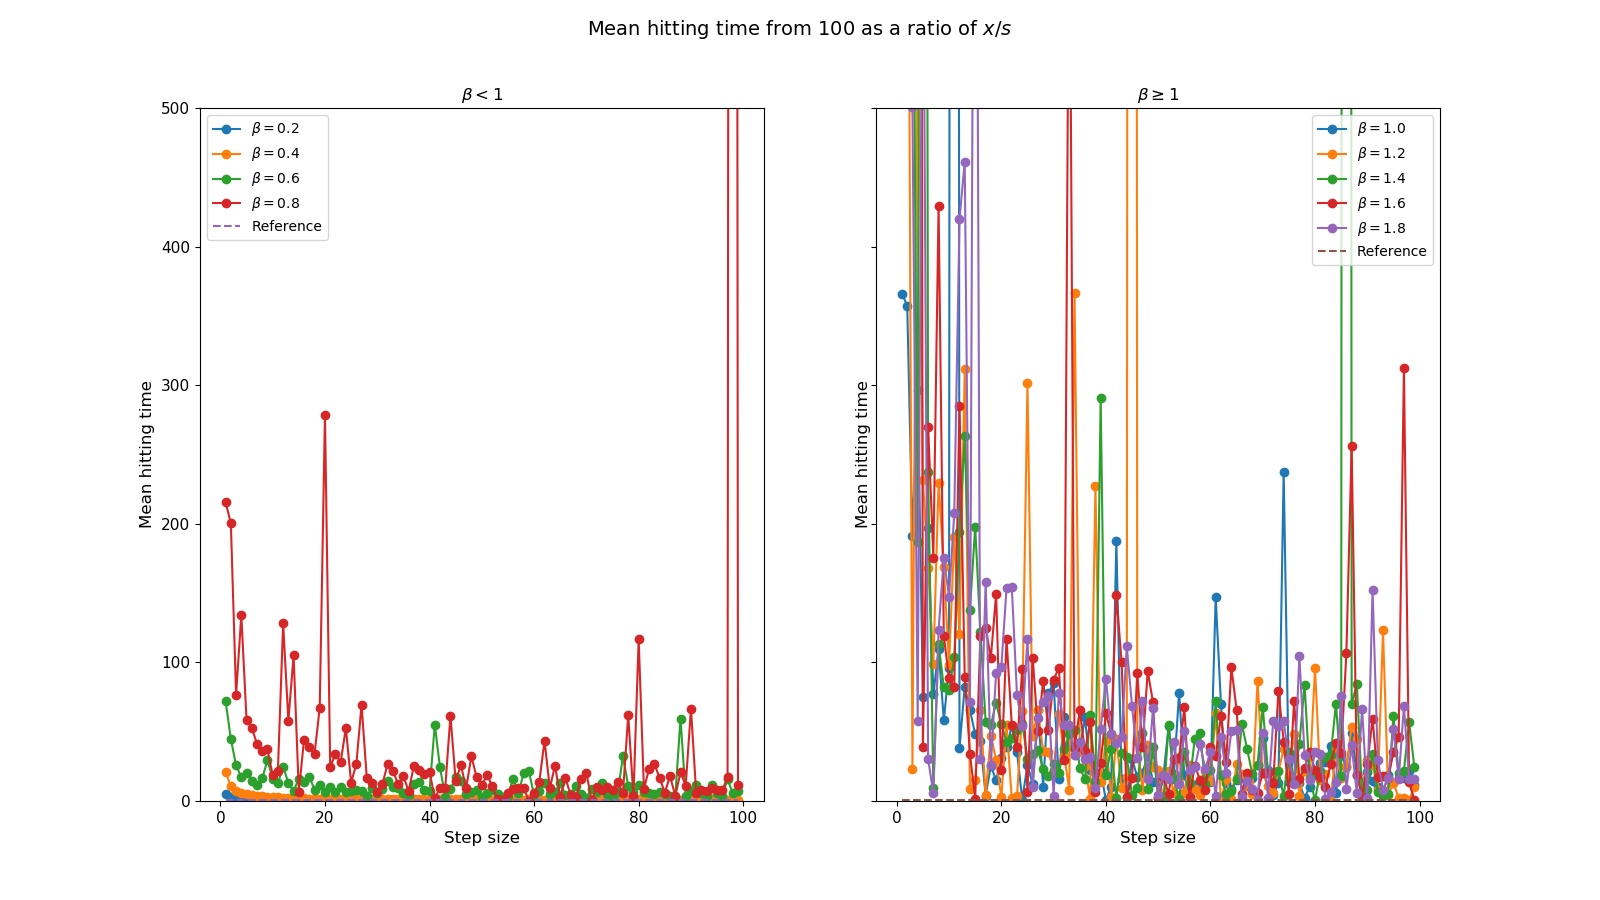 Mean hitting time from 100 as a ratio of x/s
β < 1
500
400
300
200
100
0
Mean hitting time
β = 0.2
β = 0.4
β = 0.6
β = 0.8
Reference
0 20 40 60 80 100
Step size
β ≥ 1
Mean hitting time
β = 1.0
β = 1.2
β = 1.4
β = 1.6
β = 1.8
Reference
0 20 40 60 80 100
Step size